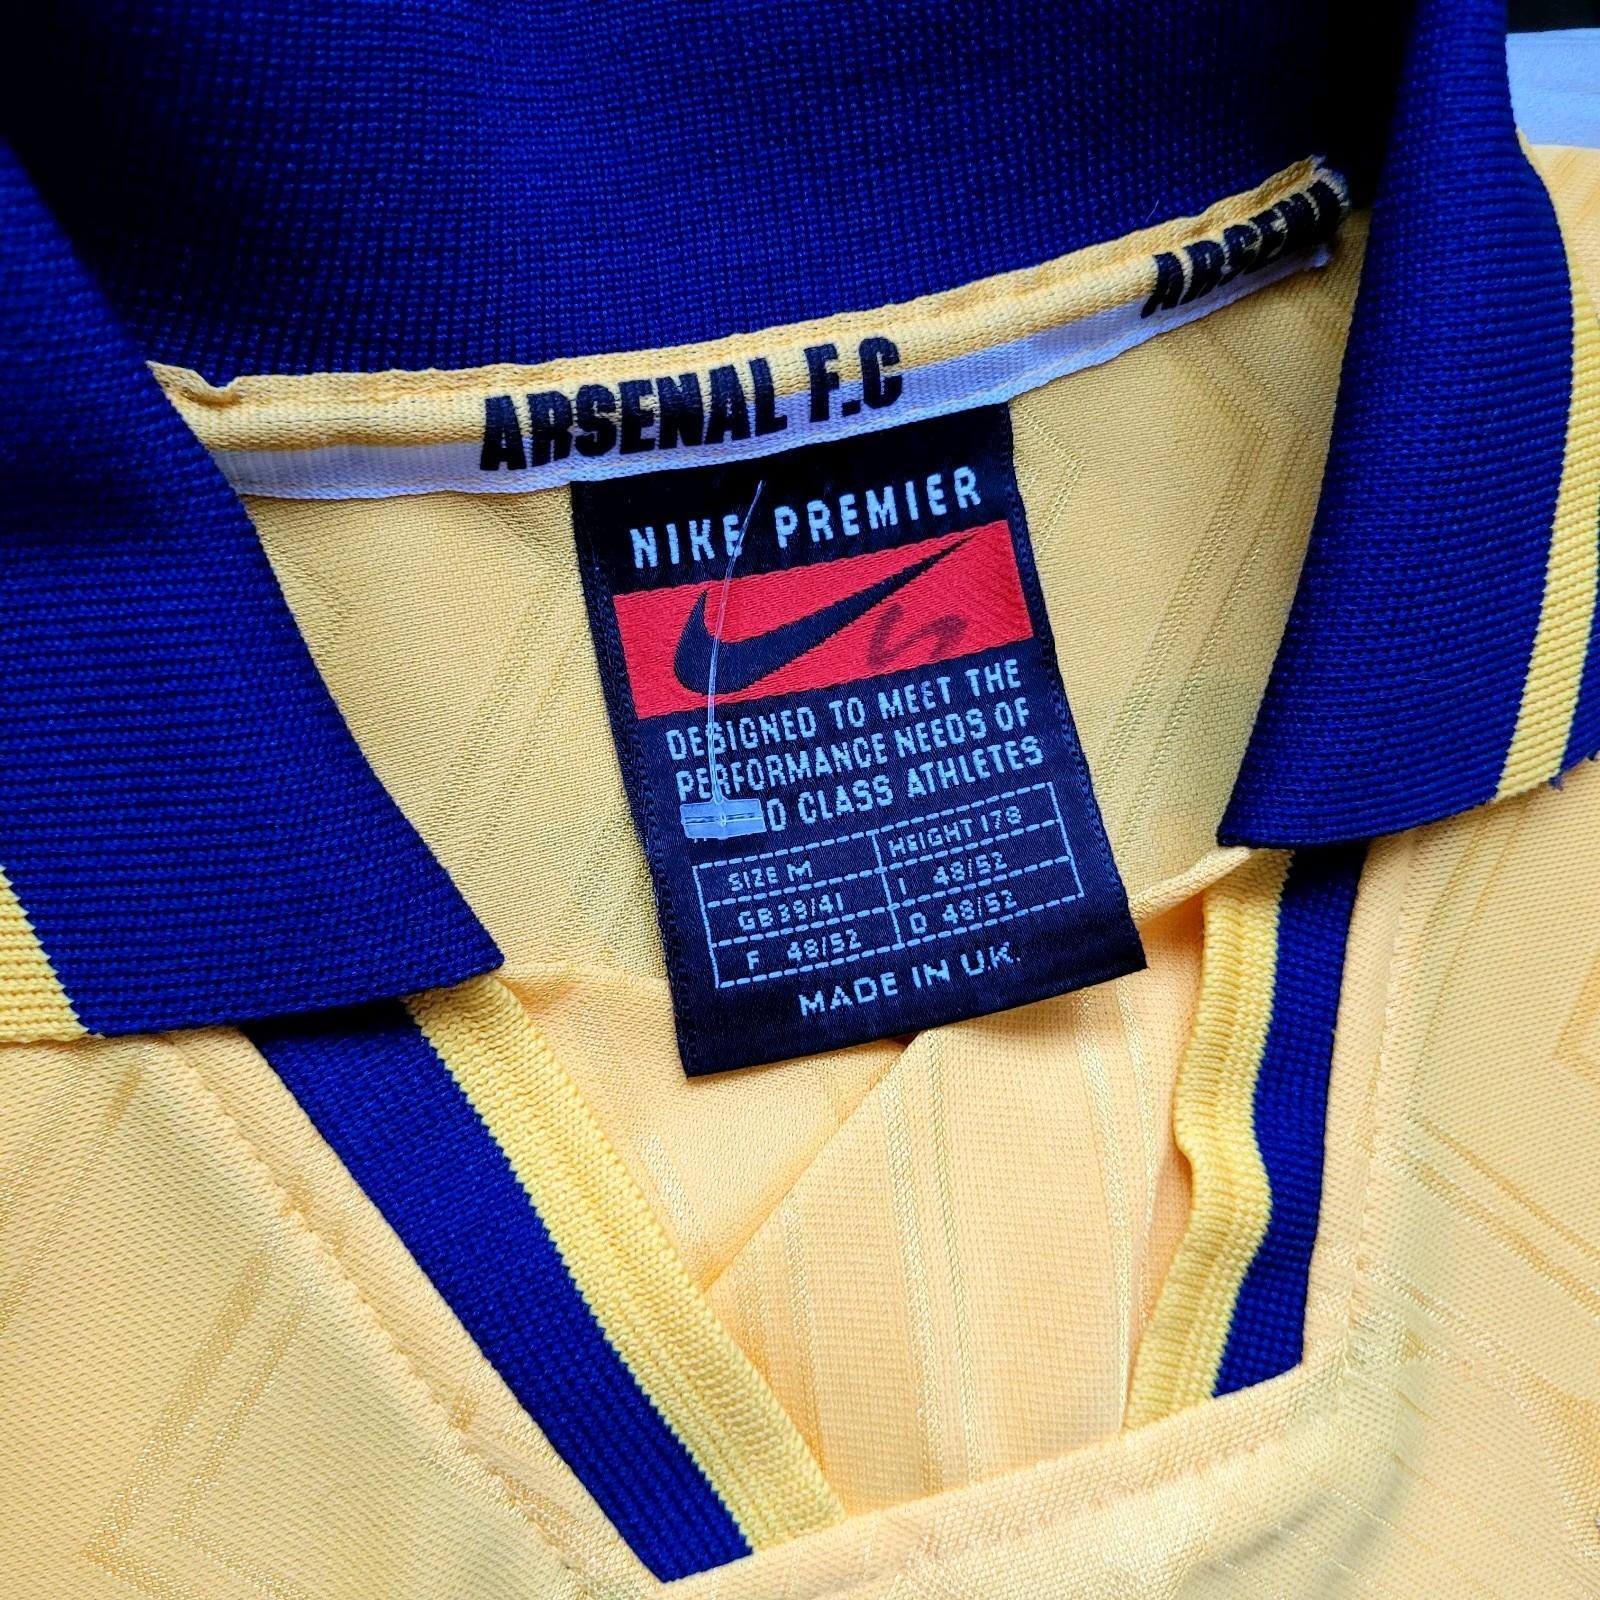 ARSENAL F.C
ARSENA
NIKE PREMIER
DESIGNED TO MEET THE
PERFORMANCE NEEDS OF
CLASS ATHLETES
SIZE M HEIGHT 178
GB 39/41 I 48/52
F 48/52 D 48/52
MADE IN U.K.